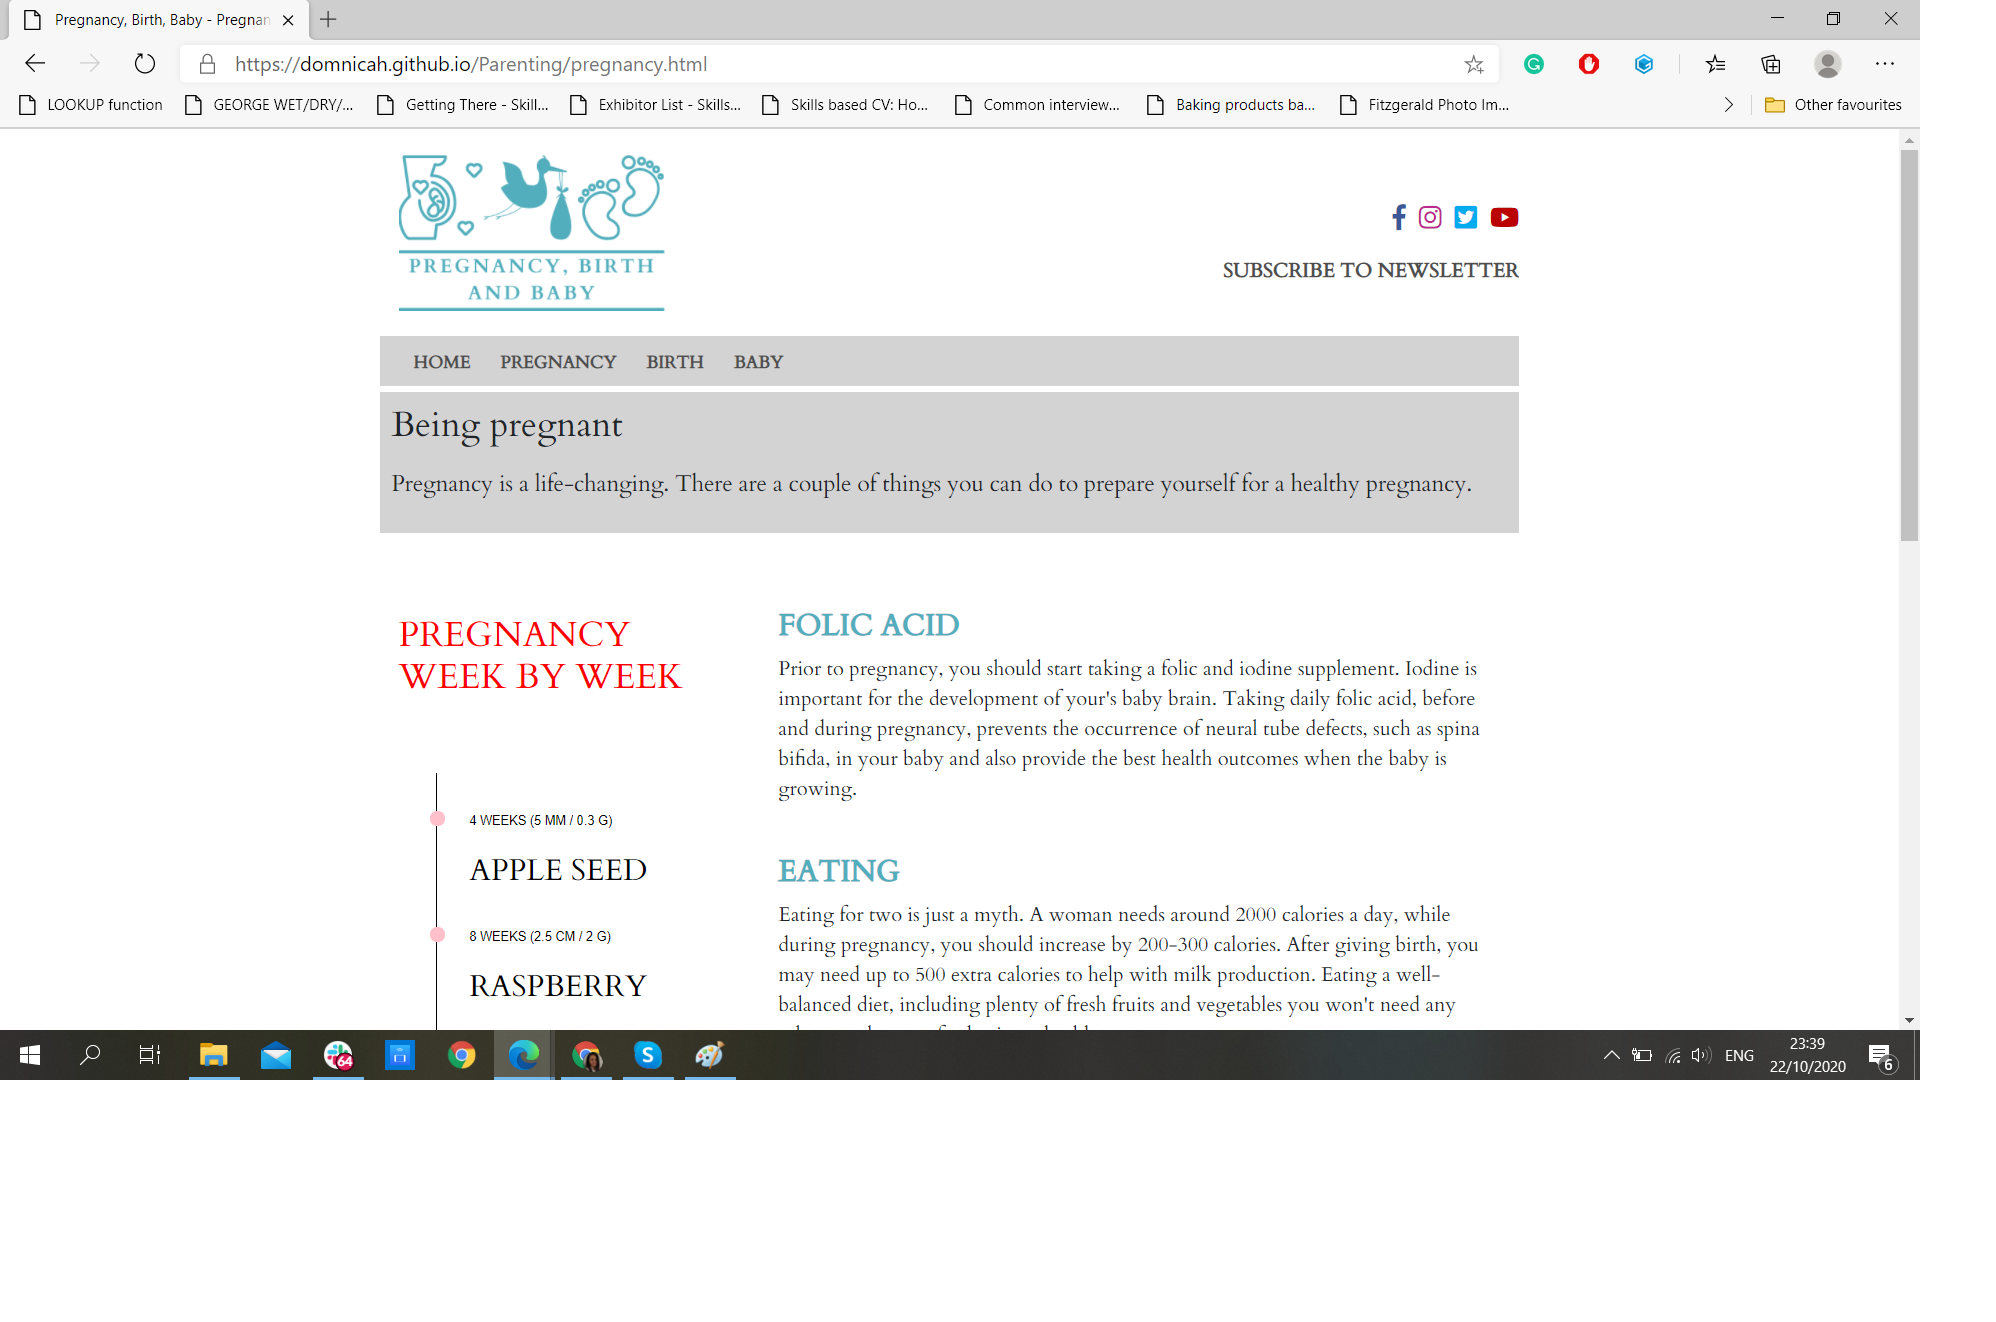 Pregnancy, Birth, Baby - Pregnan
https://domnicah.github.io/Parenting/pregnancy.html
LOOKUP function
GEORGE WET/DRY/...
Getting There - Skill...
Exhibitor List - Skills...
Skills based CV: Ho...
Common interview...
Baking products ba...
Fitzgerald Photo Im...
Other favourites
PREGNANCY, BIRTH
AND BABY
SUBSCRIBE TO NEWSLETTER
HOME PREGNANCY BIRTH BABY
Being pregnant
Pregnancy is a life-changing. There are a couple of things you can do to prepare yourself for a healthy pregnancy.
PREGNANCY
WEEK BY WEEK
4 WEEKS (5 MM / 0.3 G)
APPLE SEED
8 WEEKS (2.5 CM / 2 G)
RASPBERRY
FOLIC ACID
Prior to pregnancy, you should start taking a folic and iodine supplement. Iodine is
important for the development of your's baby brain. Taking daily folic acid, before
and during pregnancy, prevents the occurrence of neural tube defects, such as spina
bifida, in your baby and also provide the best health outcomes when the baby is
growing.
EATING
Eating for two is just a myth. A woman needs around 2000 calories a day, while
during pregnancy, you should increase by 200-300 calories. After giving birth, you
may need up to 500 extra calories to help with milk production. Eating a well-
balanced diet, including plenty of fresh fruits and vegetables you won't need any
64
ENG
23:39
22/10/2020
6